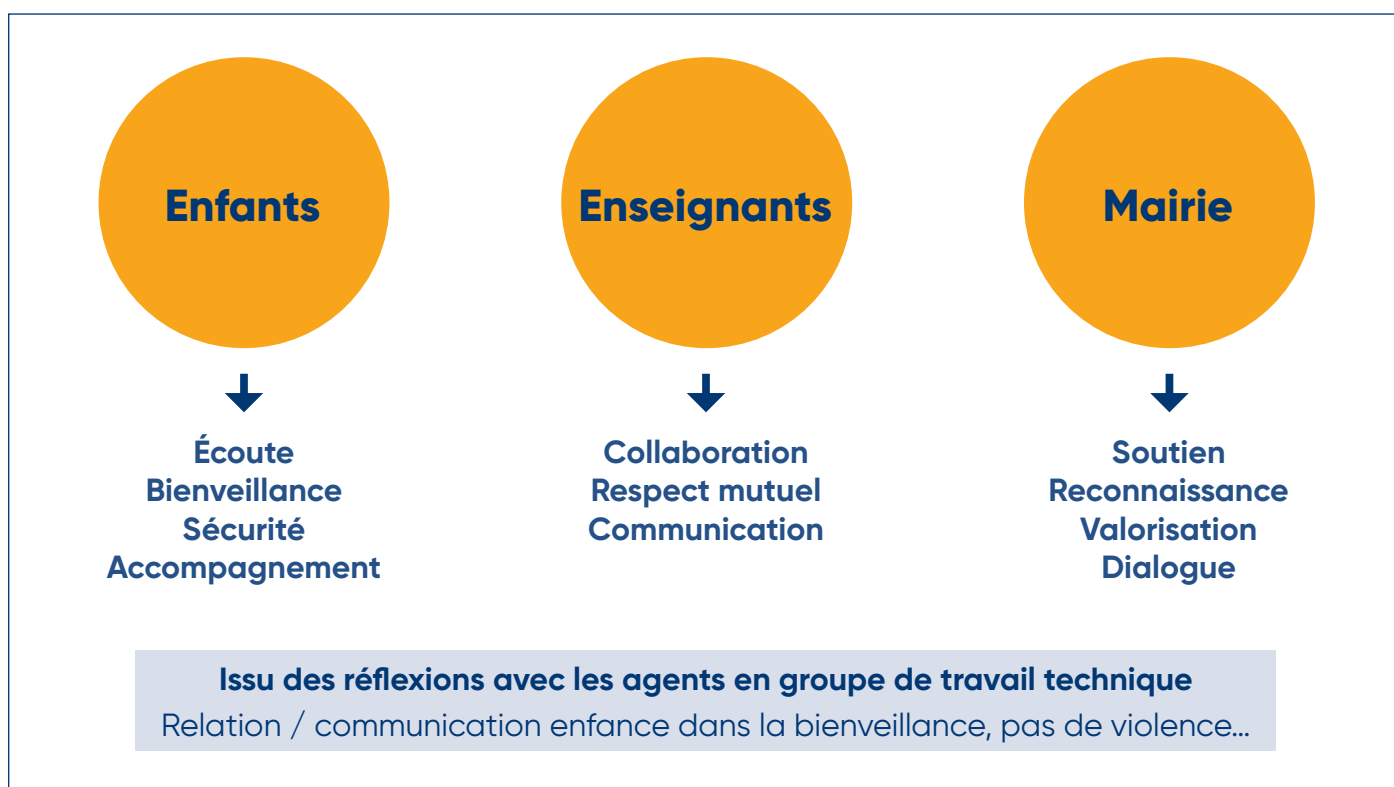 Enfants
Écoute
Bienveillance
Sécurité
Accompagnement
Enseignants
Collaboration
Respect mutuel
Communication
Mairie
Soutien
Reconnaissance
Valorisation
Dialogue
Issu des réflexions avec les agents en groupe de travail technique
Relation / communication enfance dans la bienveillance, pas de violence…